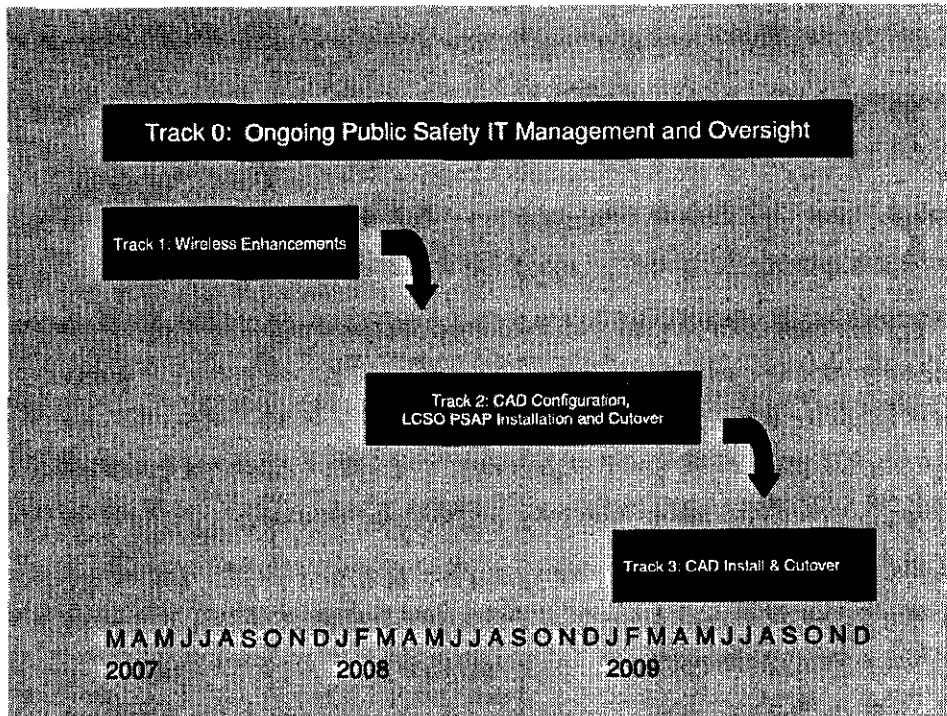 Track 0: Ongoing Public Safety IT Management and Oversight
Track 1: Wireless Enhancements
Track 2: CAD Configuration,
LCSO PSAP Installation and Cutover
Track 3: CAD Install & Cutover
M A M J J A S O N D J F M A M J J A S O N D J F M A M J J A S O N D
2007 2008 2009